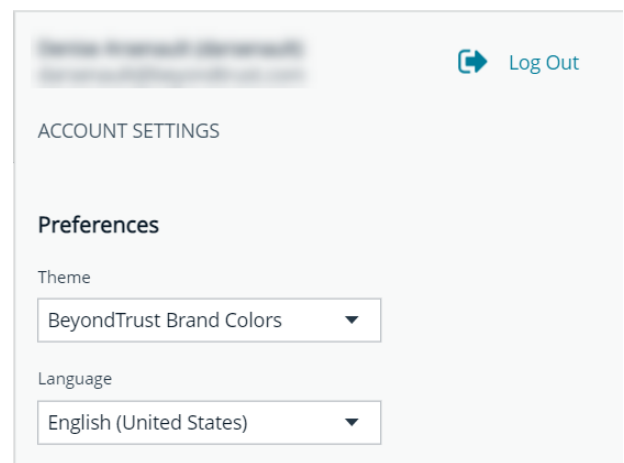 Log Out
ACCOUNT SETTINGS
Preferences
Theme
BeyondTrust Brand Colors
Language
English (United States)